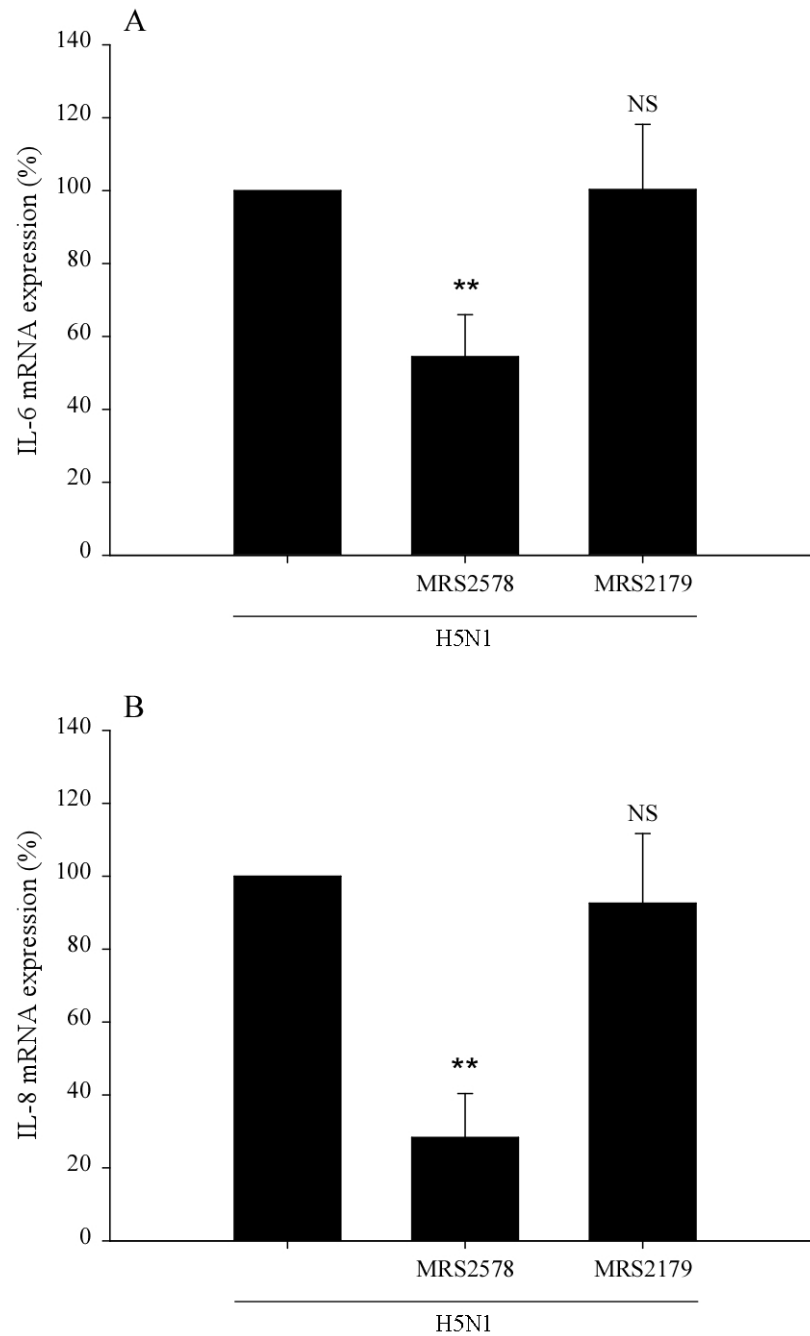 A
140
120
100
80
60
40
20
0
IL-6 mRNA expression (%)
**
NS
MRS2578 MRS2179
H5N1
B
140
120
100
80
60
40
20
0
IL-8 mRNA expression (%)
**
NS
MRS2578 MRS2179
H5N1